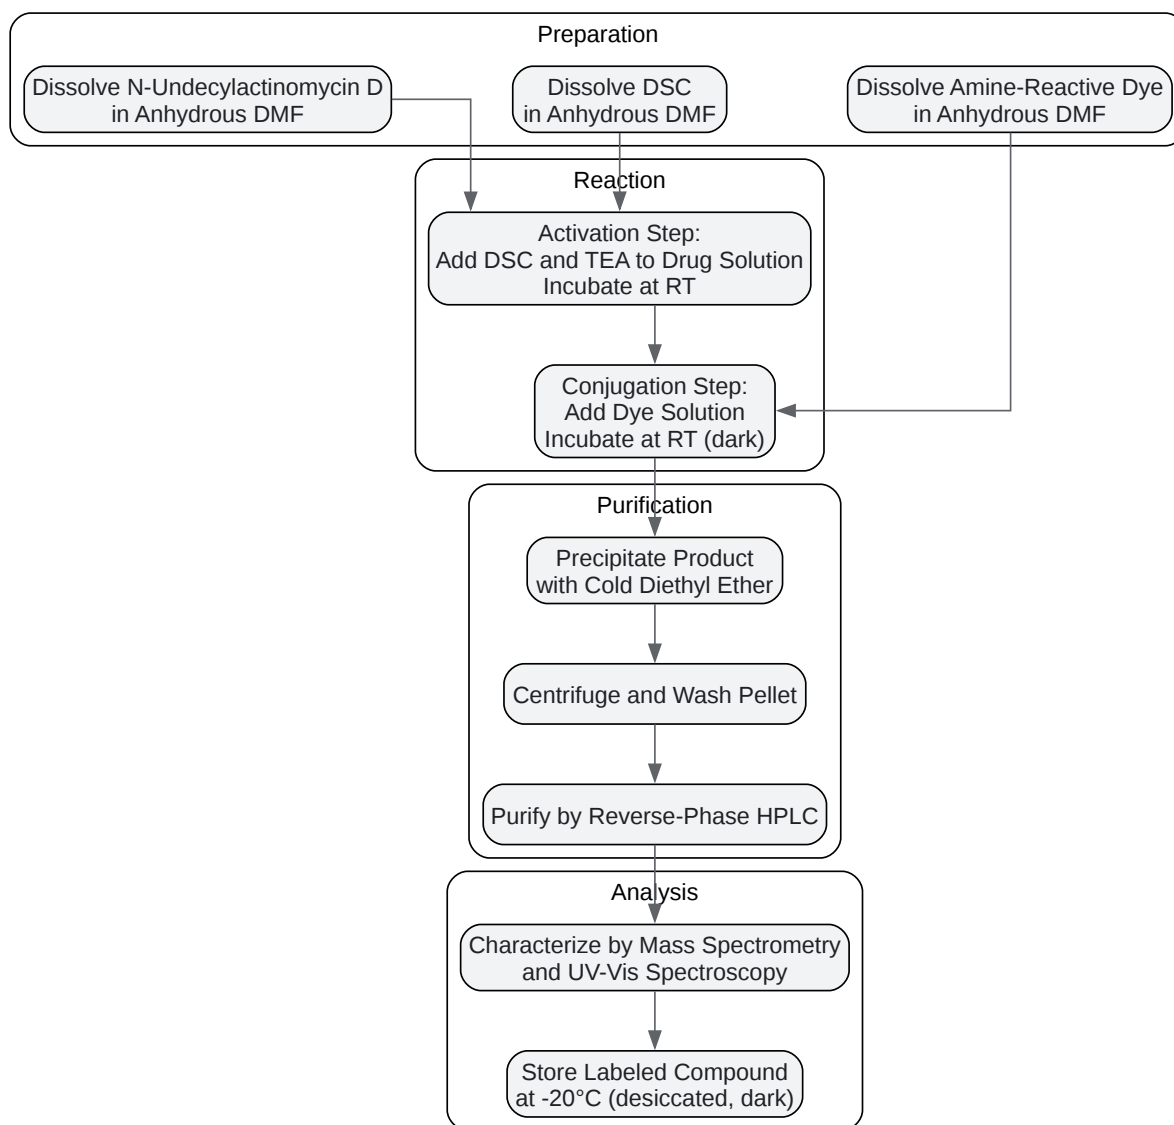 Preparation
Dissolve N-Undecylactinomycin D
in Anhydrous DMF
Dissolve DSC
in Anhydrous DMF
Dissolve Amine-Reactive Dye
in Anhydrous DMF
Reaction
Activation Step:
Add DSC and TEA to Drug Solution
Incubate at RT
Conjugation Step:
Add Dye Solution
Incubate at RT (dark)
Purification
Precipitate Product
with Cold Diethyl Ether
Centrifuge and Wash Pellet
Purify by Reverse-Phase HPLC
Analysis
Characterize by Mass Spectrometry
and UV-Vis Spectroscopy
Store Labeled Compound
at -20°C (desiccated, dark)